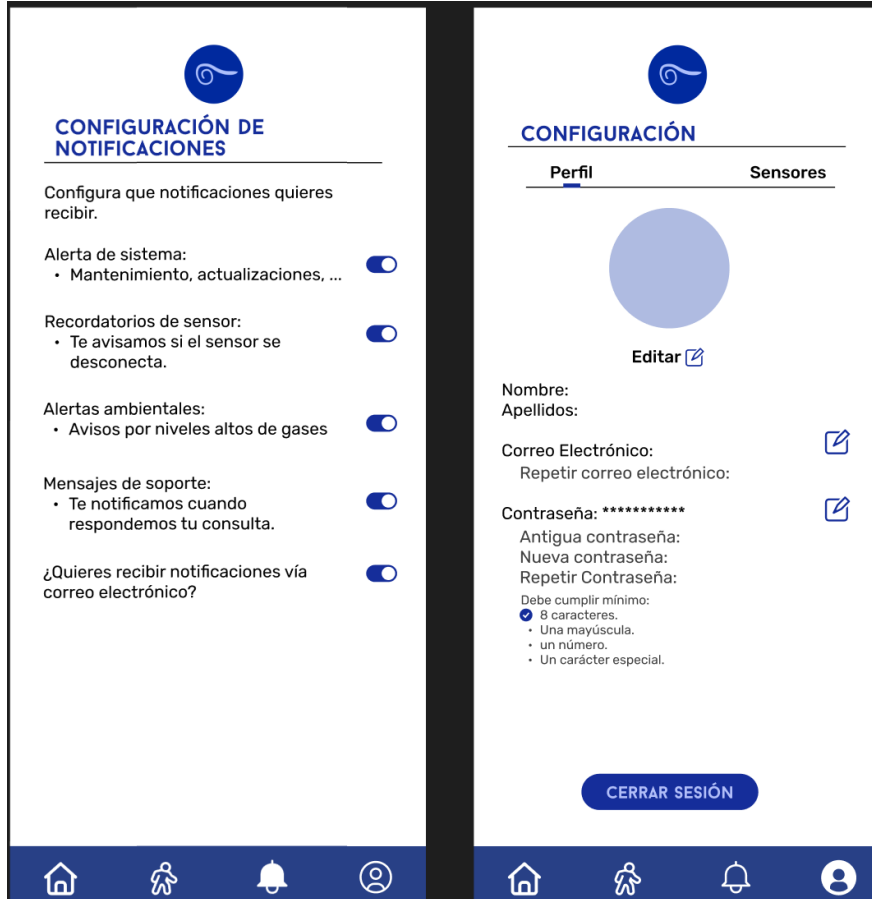 CONFIGURACIÓN DE
NOTIFICACIONES
Configura que notificaciones quieres
recibir.
Alerta de sistema:
• Mantenimiento, actualizaciones, ...
Recordatorios de sensor:
• Te avisamos si el sensor se
desconecta.
Alertas ambientales:
• Avisos por niveles altos de gases
Mensajes de soporte:
• Te notificamos cuando
respondemos tu consulta.
¿Quieres recibir notificaciones vía
correo electrónico?
CONFIGURACIÓN
Perfil Sensores
Editar
Nombre:
Apellidos:
Correo Electrónico:
Repetir correo electrónico:
Contraseña: ***********
Antigua contraseña:
Nueva contraseña:
Repetir Contraseña:
Debe cumplir mínimo:
8 caracteres.
• Una mayúscula.
• un número.
• Un carácter especial.
CERRAR SESIÓN